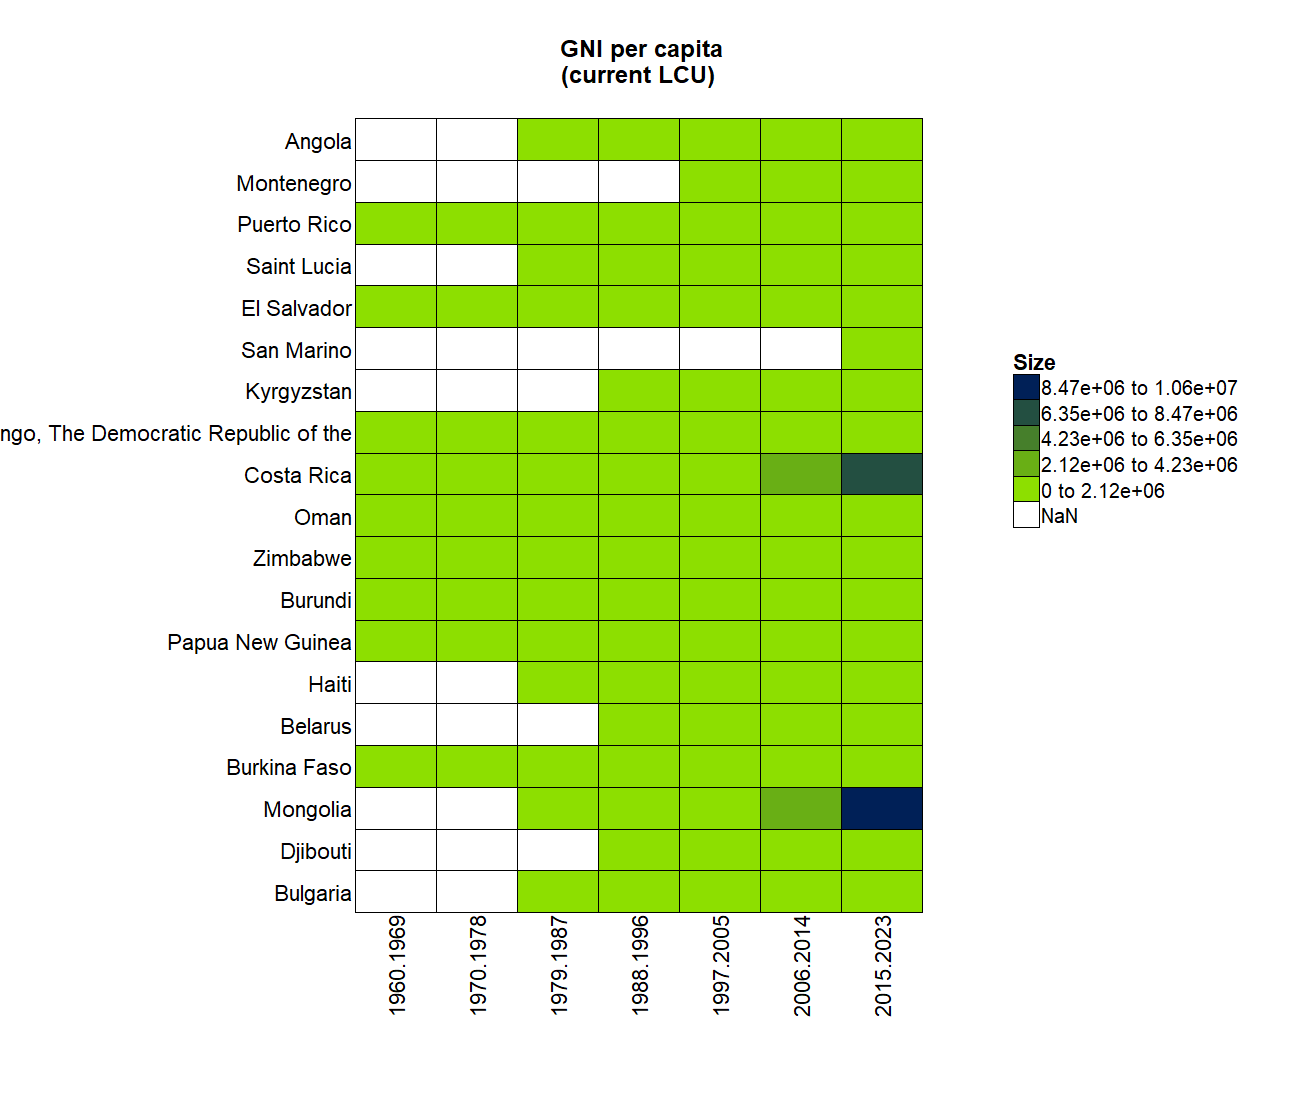 GNI per capita
(current LCU)
Angola
Montenegro
Puerto Rico
Saint Lucia
El Salvador
San Marino
Kyrgyzstan
ngo, The Democratic Republic of the
Costa Rica
Oman
Zimbabwe
Burundi
Papua New Guinea
Haiti
Belarus
Burkina Faso
Mongolia
Djibouti
Bulgaria
1960.1969
1970.1978
1979.1987
1988.1996
1997.2005
2006.2014
2015.2023
Size
8.47e+06 to 1.06e+07
6.35e+06 to 8.47e+06
4.23e+06 to 6.35e+06
2.12e+06 to 4.23e+06
0 to 2.12e+06
NaN